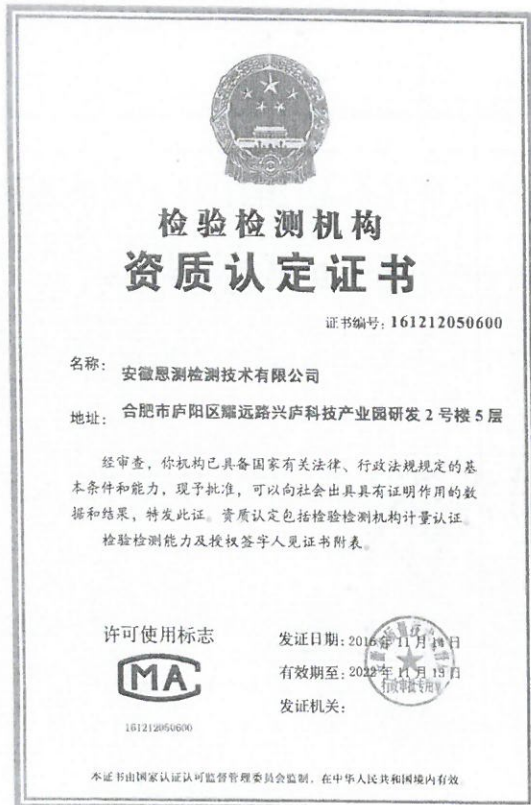 检验检测机构
资质认定证书
证书编号：161212050600
名称： 安徽恩测检测技术有限公司
地址： 合肥市庐阳区耀远路兴庐科技产业园研发2号楼5层
经审查，你机构已具备国家有关法律、行政法规规定的基
本条件和能力，现予批准，可以向社会出具具有证明作用的数
据和结果，特发此证。资质认定包括检验检测机构计量认证。
检验检测能力及授权签字人见证书附表。
许可使用标志
MA
161212050600
发证日期：2016年11月14日
有效期至：2022年11月13日
发证机关：
行政审批专用章
本证书由国家认证认可监督管理委员会监制，在中华人民共和国境内有效。